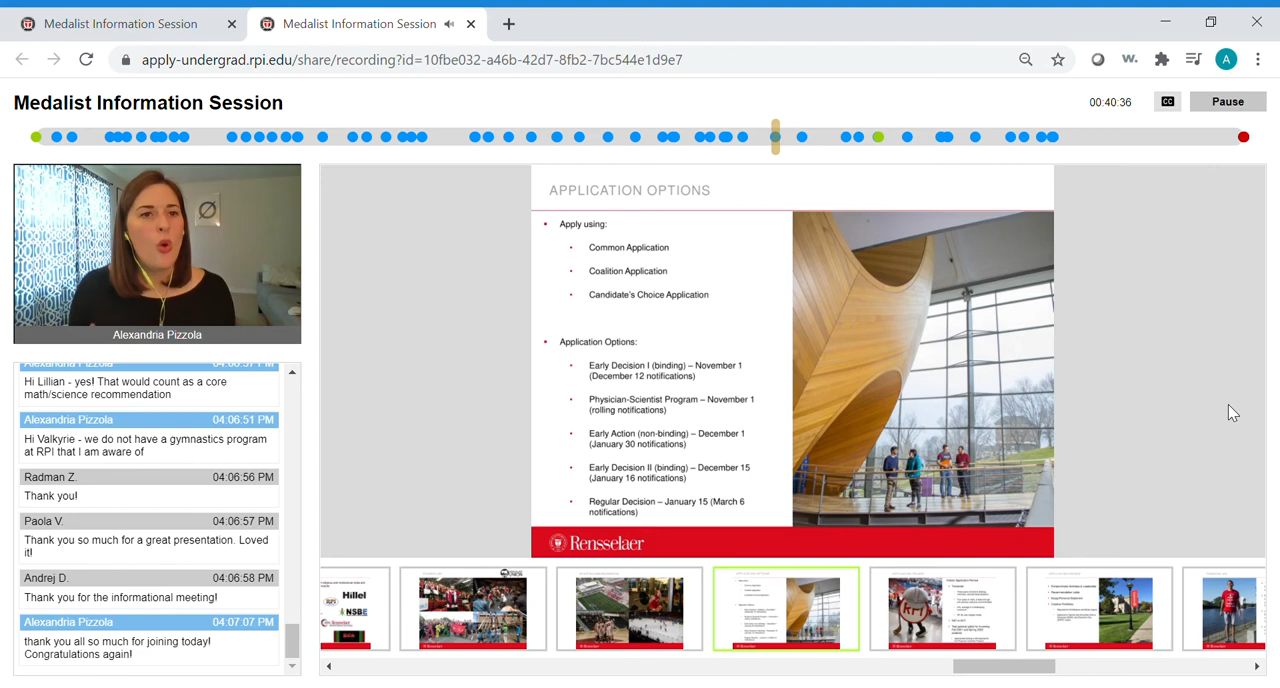 Medalist Information Session
Medalist Information Session
apply-undergrad.rpi.edu/share/recording?id=10fbe032-a46b-42d7-8fb2-7bc544e1d9e7
w.
A
Medalist Information Session
00:40:36
CC
Pause
Alexandria Pizzola
Alexandria Pizzola 04:06:37 PM
Hi Lillian - yes! That would count as a core
math/science recommendation
Alexandria Pizzola 04:06:51 PM
Hi Valkyrie - we do not have a gymnastics program
at RPI that I am aware of
Radman Z. 04:06:56 PM
Thank you!
Paola V. 04:06:57 PM
Thank you so much for a great presentation. Loved
it!
Andrej D. 04:06:58 PM
Thank you for the informational meeting!
Alexandria Pizzola 04:07:07 PM
thank you all so much for joining today!
Congratulations again!
APPLICATION OPTIONS
Apply using:
Common Application
Coalition Application
Candidate's Choice Application
Application Options:
Early Decision I (binding) – November 1
(December 12 notifications)
Physician-Scientist Program – November 1
(rolling notifications)
Early Action (non-binding) – December 1
(January 30 notifications)
Early Decision II (binding) – December 15
(January 16 notifications)
Regular Decision – January 15 (March 6
notifications)
Rensselaer
Hillel
NSBE